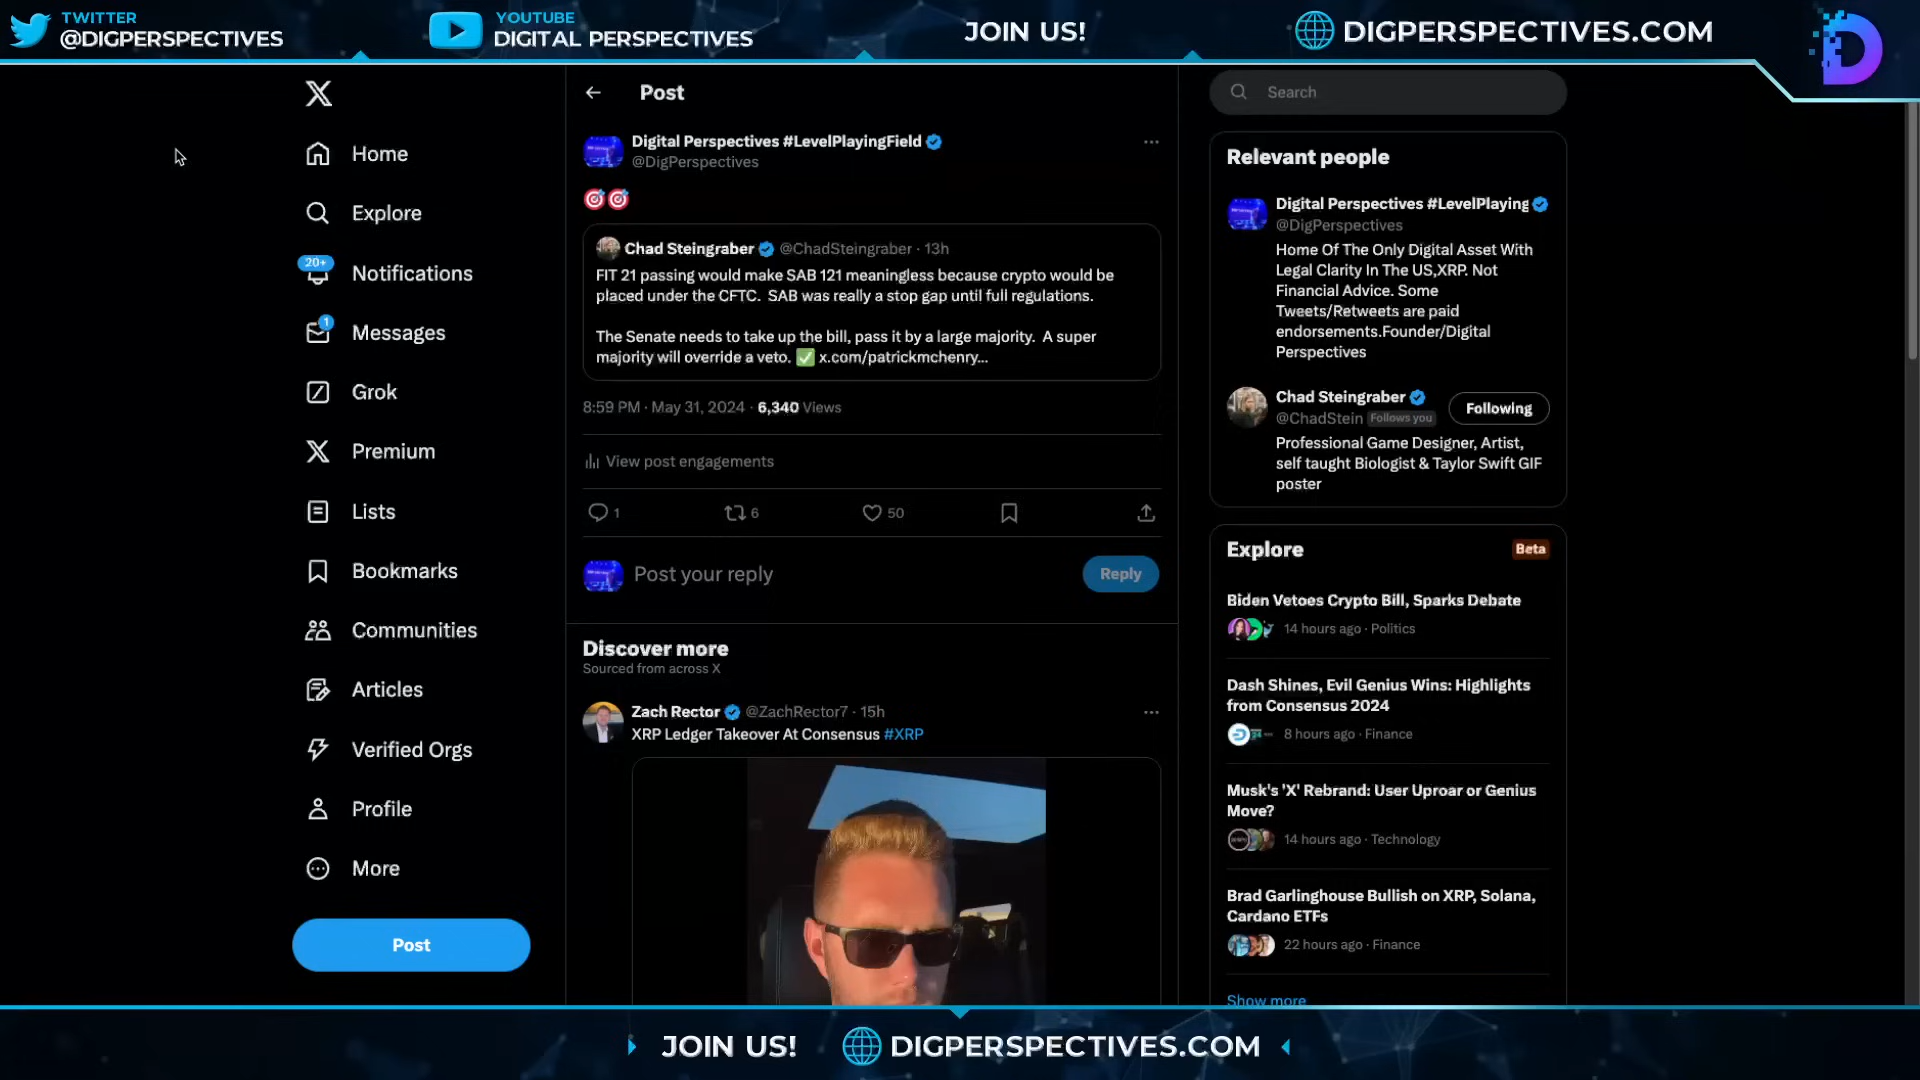 TWITTER
@DIGPERSPECTIVES
YOUTUBE
DIGITAL PERSPECTIVES
JOIN US!
DIGPERSPECTIVES.COM
Home
Explore
20+
Notifications
1
Messages
Grok
Premium
Lists
Bookmarks
Communities
Articles
Verified Orgs
Profile
More
Post
Post
Digital Perspectives #LevelPlayingField
@DigPerspectives
🎯🎯
Chad Steingraber @ChadSteingraber · 13h
FIT 21 passing would make SAB 121 meaningless because crypto would be
placed under the CFTC. SAB was really a stop gap until full regulations.
The Senate needs to take up the bill, pass it by a large majority. A super
majority will override a veto. ✅ x.com/patrickmchenry...
8:59 PM · May 31, 2024 · 6,340 Views
View post engagements
1 6 50
Post your reply
Reply
Discover more
Sourced from across X
Zach Rector @ZachRector7 · 15h
XRP Ledger Takeover At Consensus #XRP
Search
Relevant people
Digital Perspectives #LevelPlaying
@DigPerspectives
Home Of The Only Digital Asset With
Legal Clarity In The US,XRP. Not
Financial Advice. Some
Tweets/Retweets are paid
endorsements.Founder/Digital
Perspectives
Chad Steingraber
@ChadStein Follows you
Following
Professional Game Designer, Artist,
self taught Biologist & Taylor Swift GIF
poster
Explore
Beta
Biden Vetoes Crypto Bill, Sparks Debate
14 hours ago · Politics
Dash Shines, Evil Genius Wins: Highlights
from Consensus 2024
8 hours ago · Finance
Musk's 'X' Rebrand: User Uproar or Genius
Move?
14 hours ago · Technology
Brad Garlinghouse Bullish on XRP, Solana,
Cardano ETFs
22 hours ago · Finance
Show more
JOIN US!
DIGPERSPECTIVES.COM